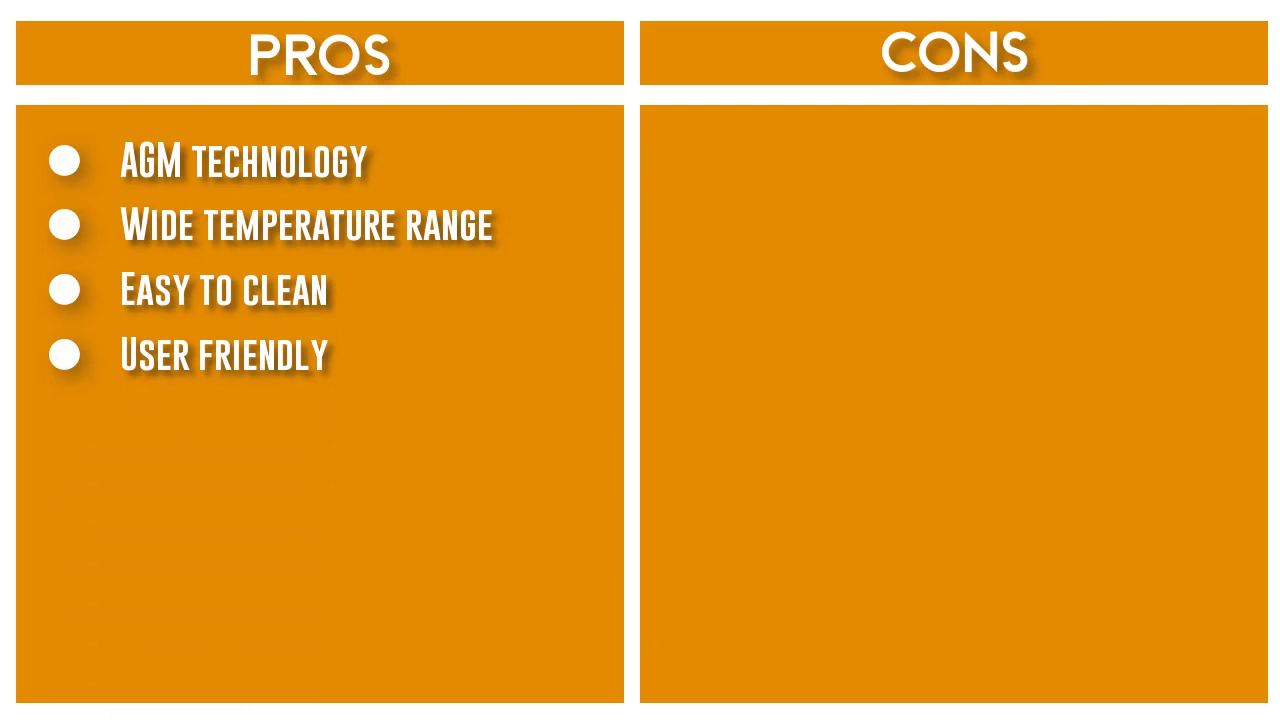 PROS
CONS
AGM technology
Wide temperature range
Easy to clean
User friendly